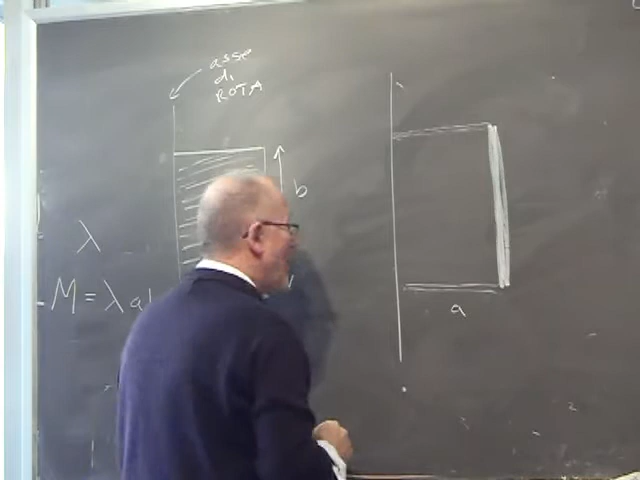 asse
di
ROTA
b
λ
M = λ a
a